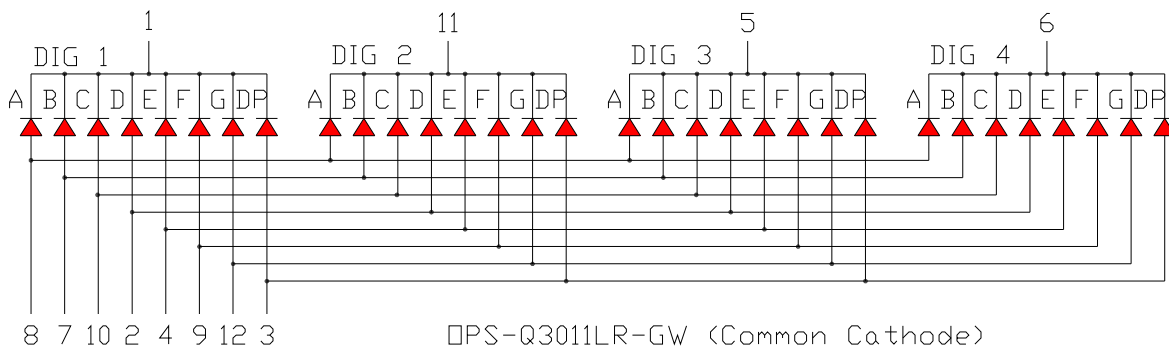 1 11 5 6
DIG 1 DIG 2 DIG 3 DIG 4
A B C D E F G DP A B C D E F G DP A B C D E F G DP A B C D E F G DP
8 7 10 2 4 9 12 3 OPS-Q3011LR-GW (Common Cathode)